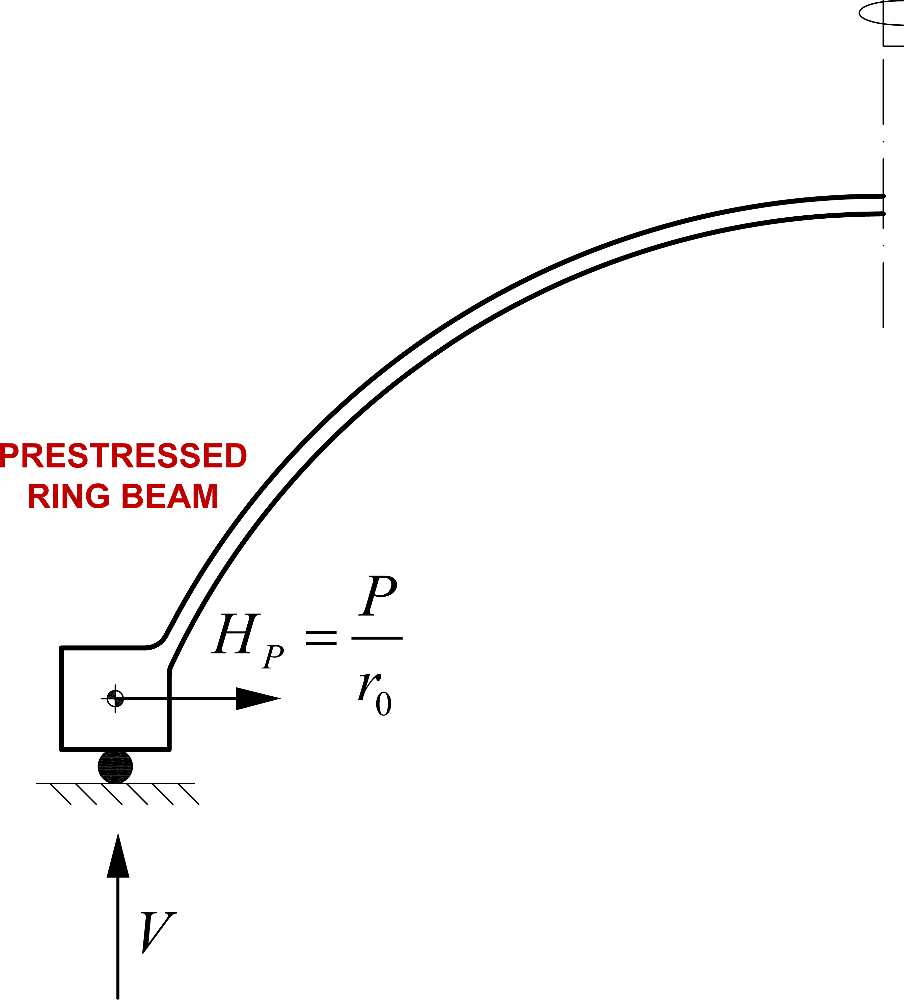 PRESTRESSED
RING BEAM
H_P = P / r_0
V